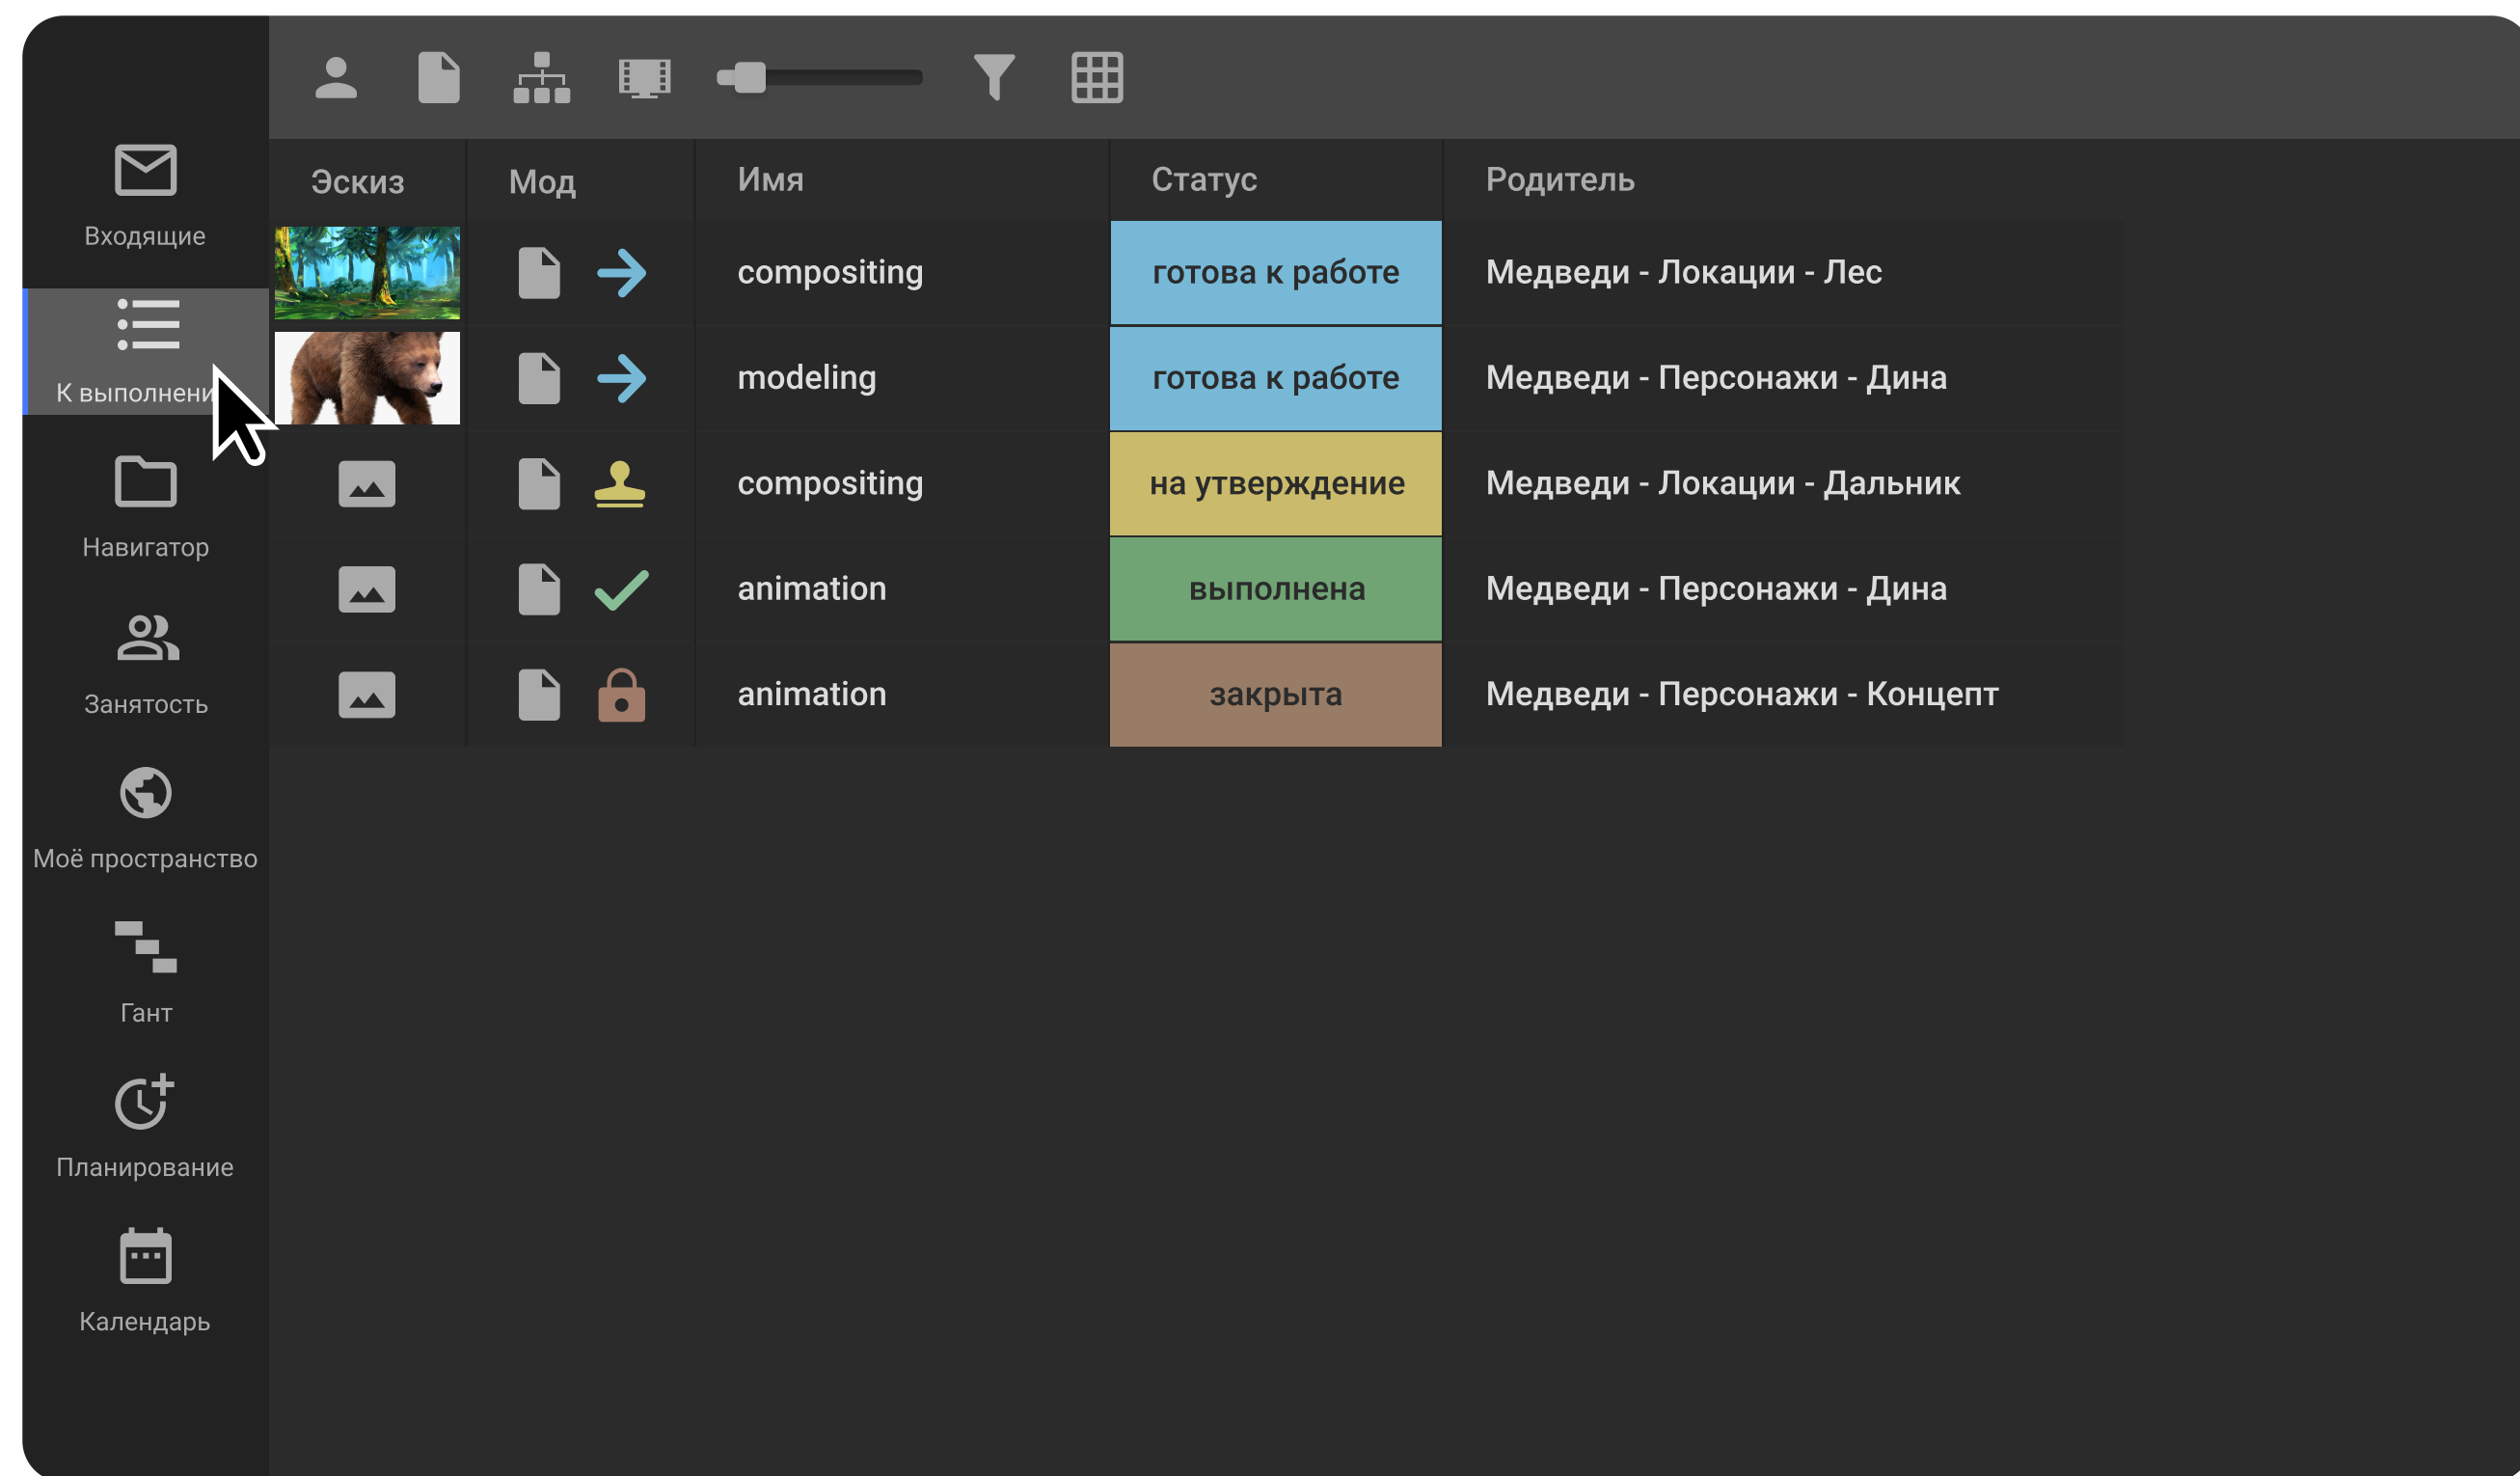 Эскиз Мод Имя Статус Родитель
Входящие
compositing готова к работе Медведи - Локации - Лес
К выполнени
modeling готова к работе Медведи - Персонажи - Дина
compositing на утверждение Медведи - Локации - Дальник
Навигатор
animation выполнена Медведи - Персонажи - Дина
Занятость
animation закрыта Медведи - Персонажи - Концепт
Моё пространство
Гант
Планирование
Календарь